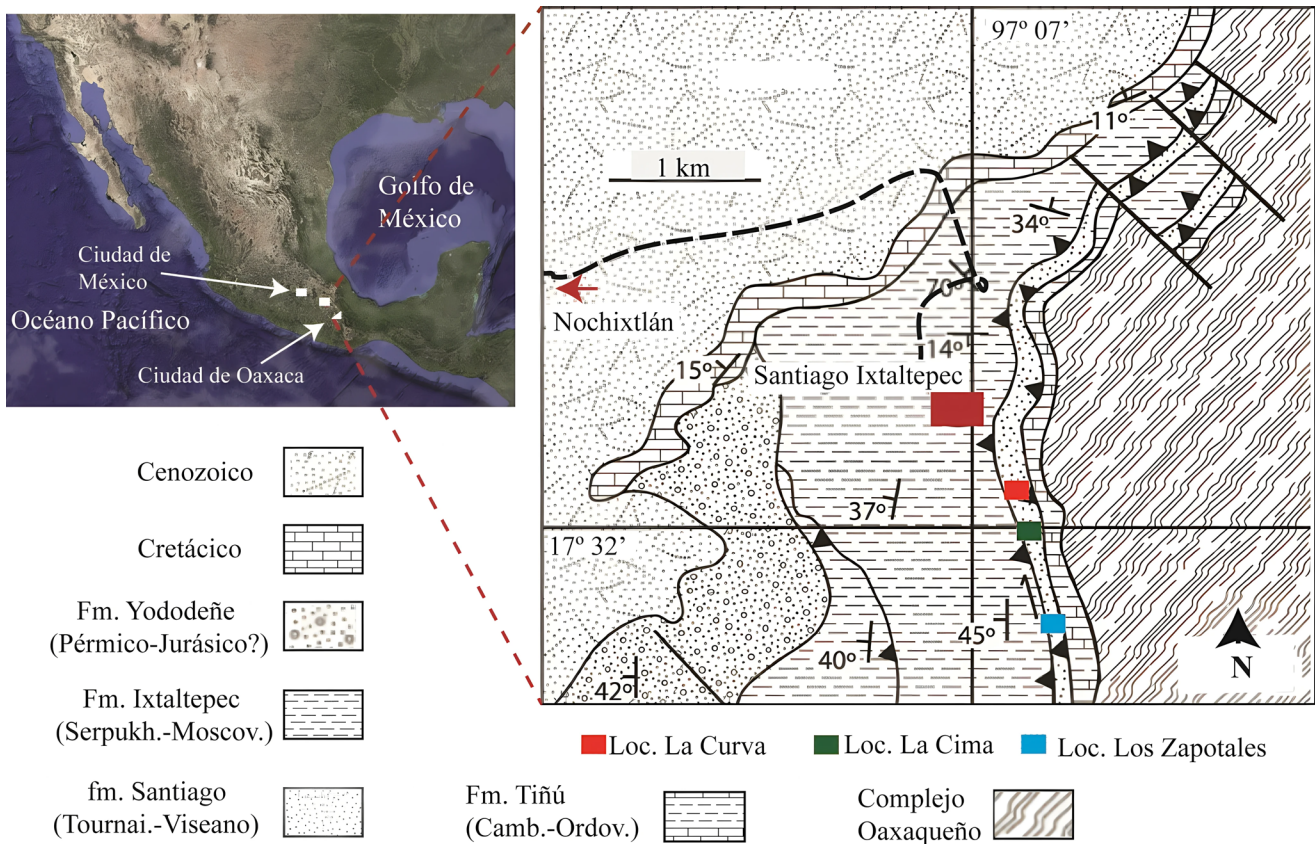 Golfo de
México
Ciudad de
México
Océano Pacífico
Ciudad de Oaxaca
97º 07'
11º
1 km
34º
70º
Nochixtlán
14º
15º
Santiago Ixtaltepec
37º
17º 32'
45º
40º
42º
N
Cenozoico
Cretácico
Fm. Yododeñe
(Pérmico-Jurásico?)
Fm. Ixtaltepec
(Serpukh.-Moscov.)
fm. Santiago
(Tournai.-Viseano)
Loc. La Curva
Loc. La Cima
Loc. Los Zapotales
Fm. Tiñú
(Camb.-Ordov.)
Complejo
Oaxaqueño